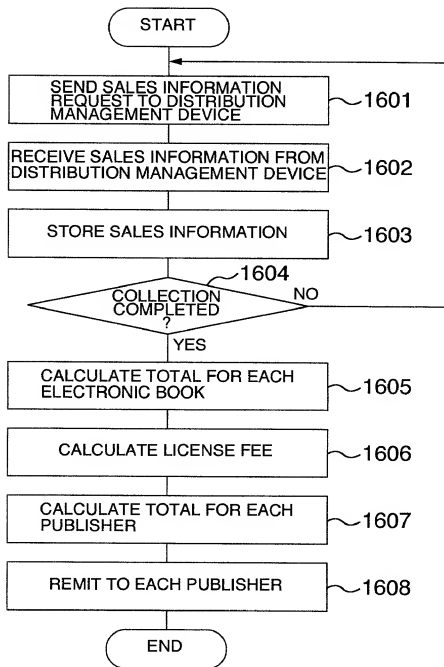 START
SEND SALES INFORMATION
REQUEST TO DISTRIBUTION
MANAGEMENT DEVICE
1601
RECEIVE SALES INFORMATION FROM
DISTRIBUTION MANAGEMENT DEVICE
1602
STORE SALES INFORMATION
1603
1604
COLLECTION
COMPLETED
?
NO
YES
CALCULATE TOTAL FOR EACH
ELECTRONIC BOOK
1605
CALCULATE LICENSE FEE
1606
CALCULATE TOTAL FOR EACH
PUBLISHER
1607
REMIT TO EACH PUBLISHER
1608
END